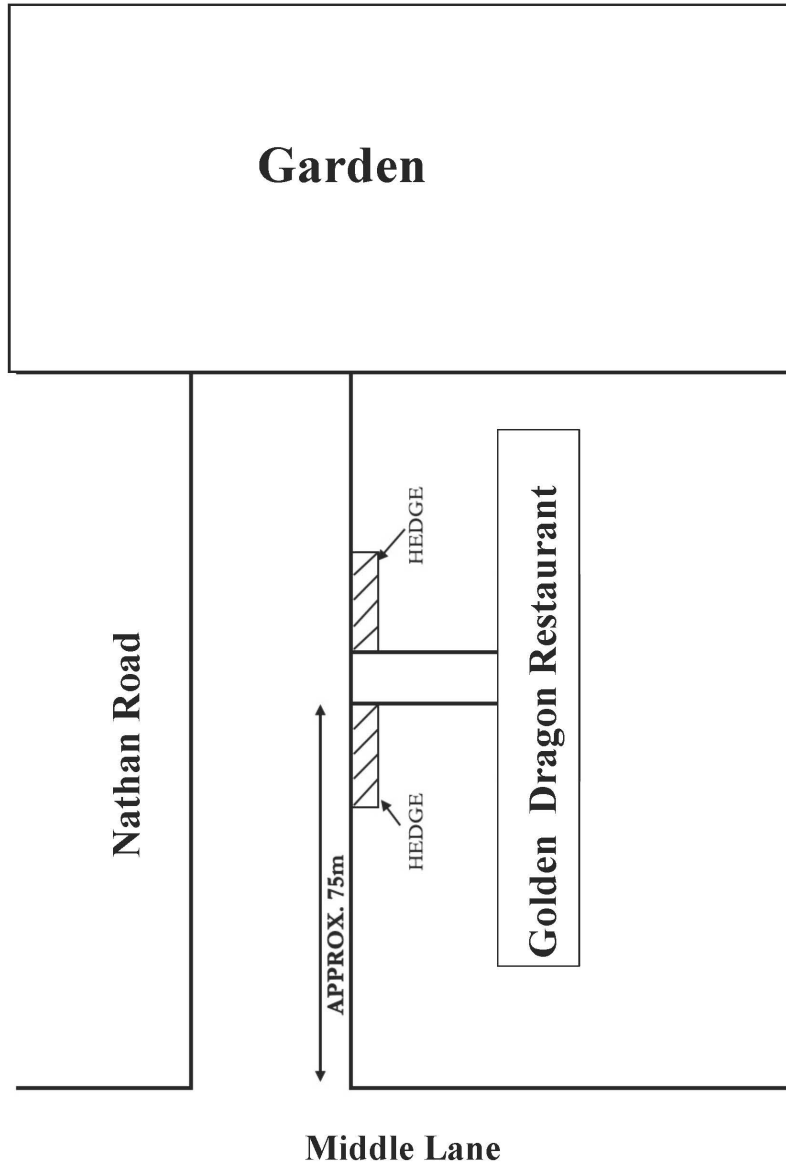 Garden
HEDGE
Nathan Road
Golden Dragon Restaurant
HEDGE
APPROX. 75m
Middle Lane